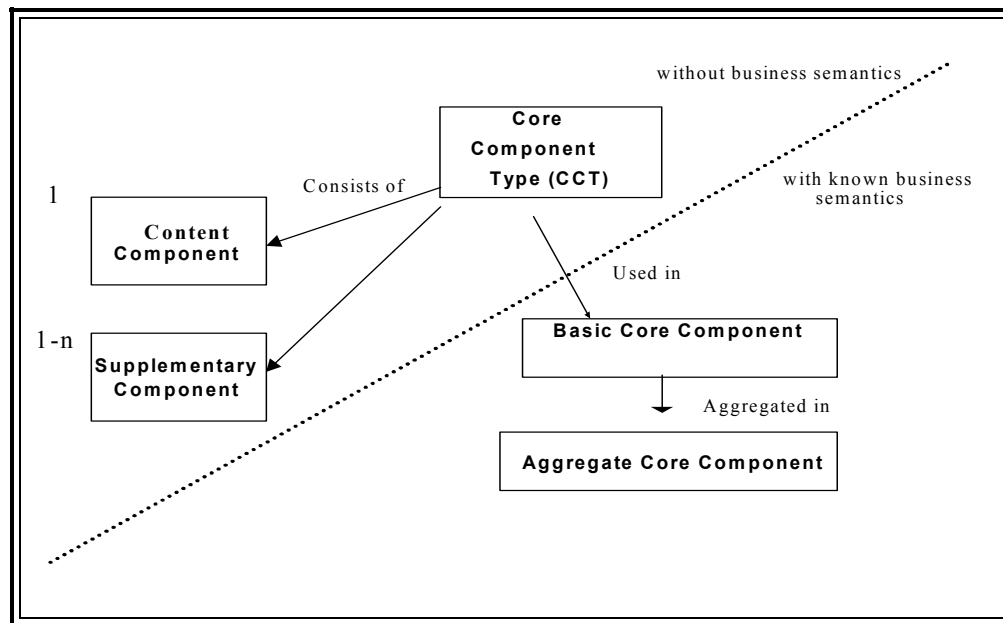 without business semantics
Core
Component
Type (CCT)
with known business
semantics
Consists of
1
Content
Component
Used in
1-n
Basic Core Component
Supplementary
Component
Aggregated in
Aggregate Core Component